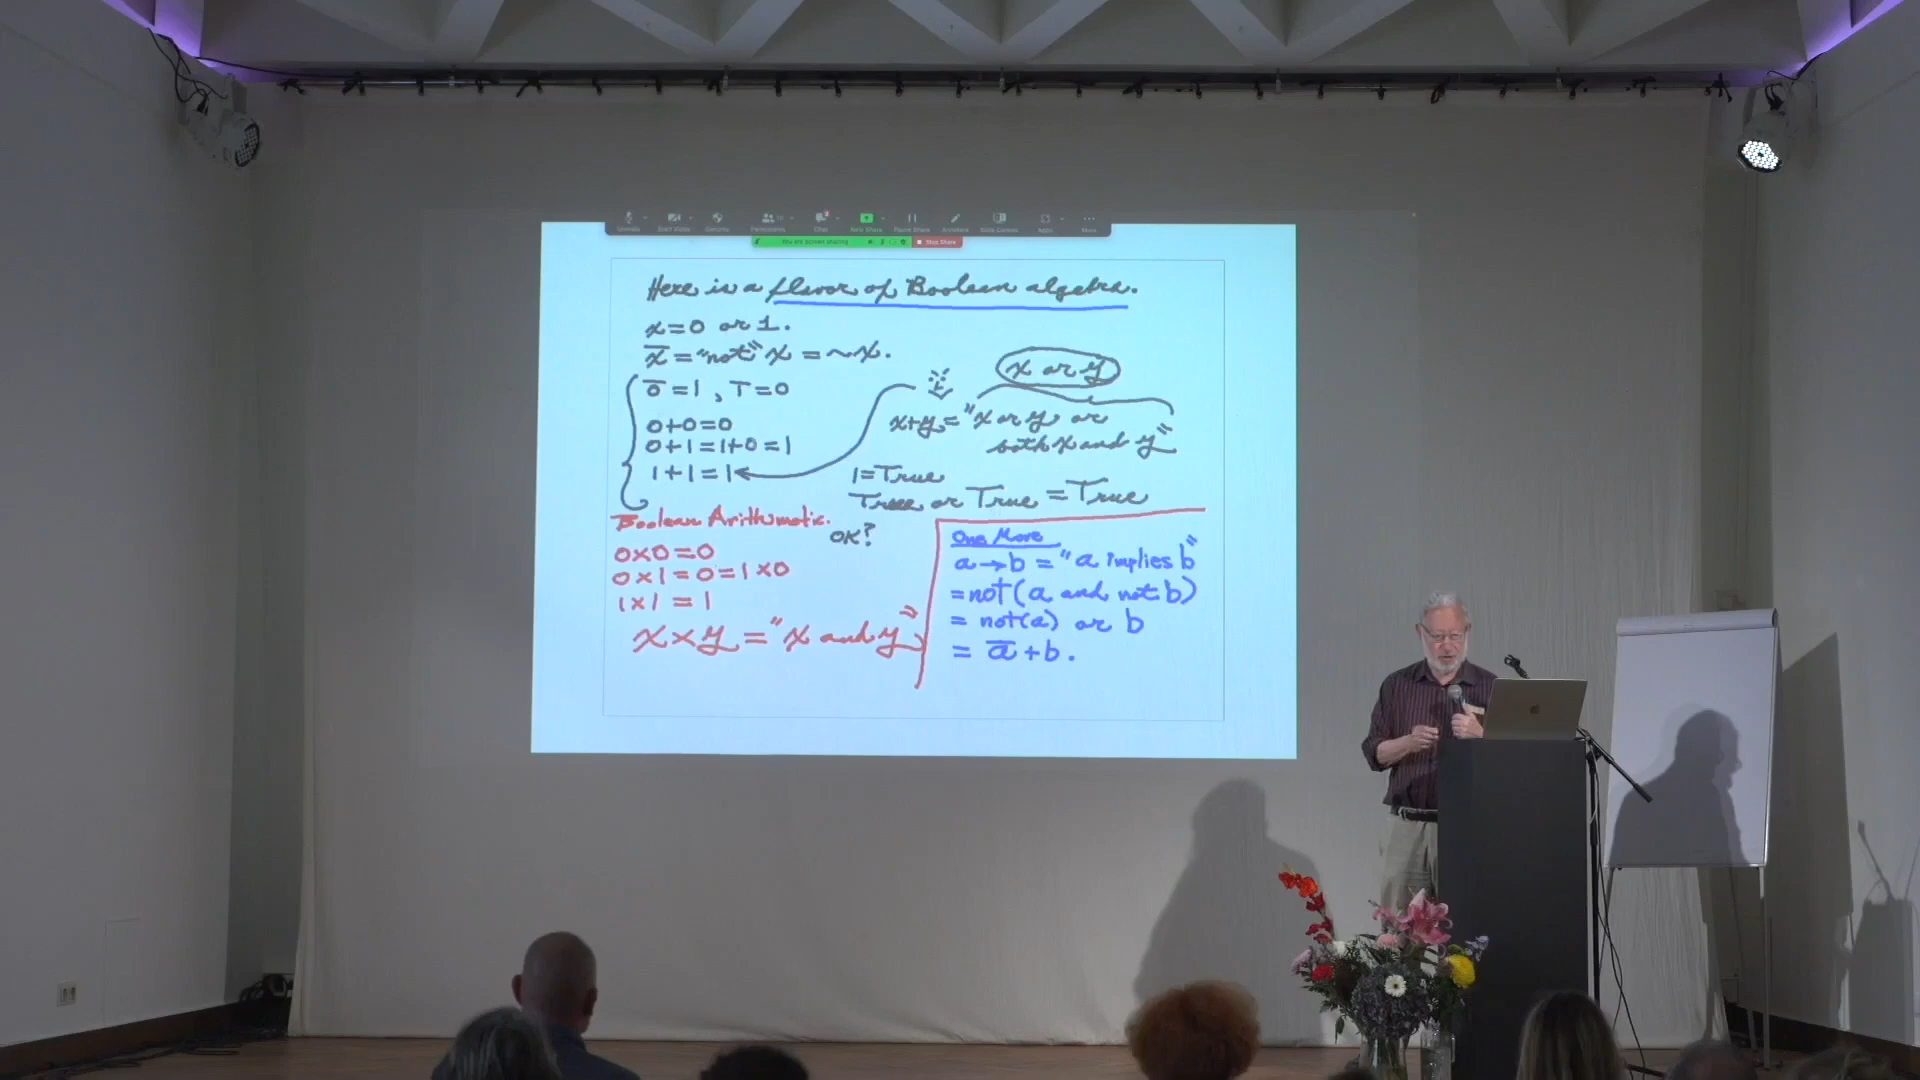 Here is a flavor of Boolean algebra.
x = 0 or 1.
x̅ = "not" x = ~x.
0̅ = 1 , 1̅ = 0
0+0=0
0+1=1+0=1
1+1=1
x or y
x+y = "x or y or
both x and y"
1=True
True or True = True
Boolean Arithmetic.
OK?
0×0=0
0×1=0=1×0
1×1=1
x×y = "x and y"
One More
a→b = "a implies b"
= not(a and not b)
= not(a) or b
= a̅+b.